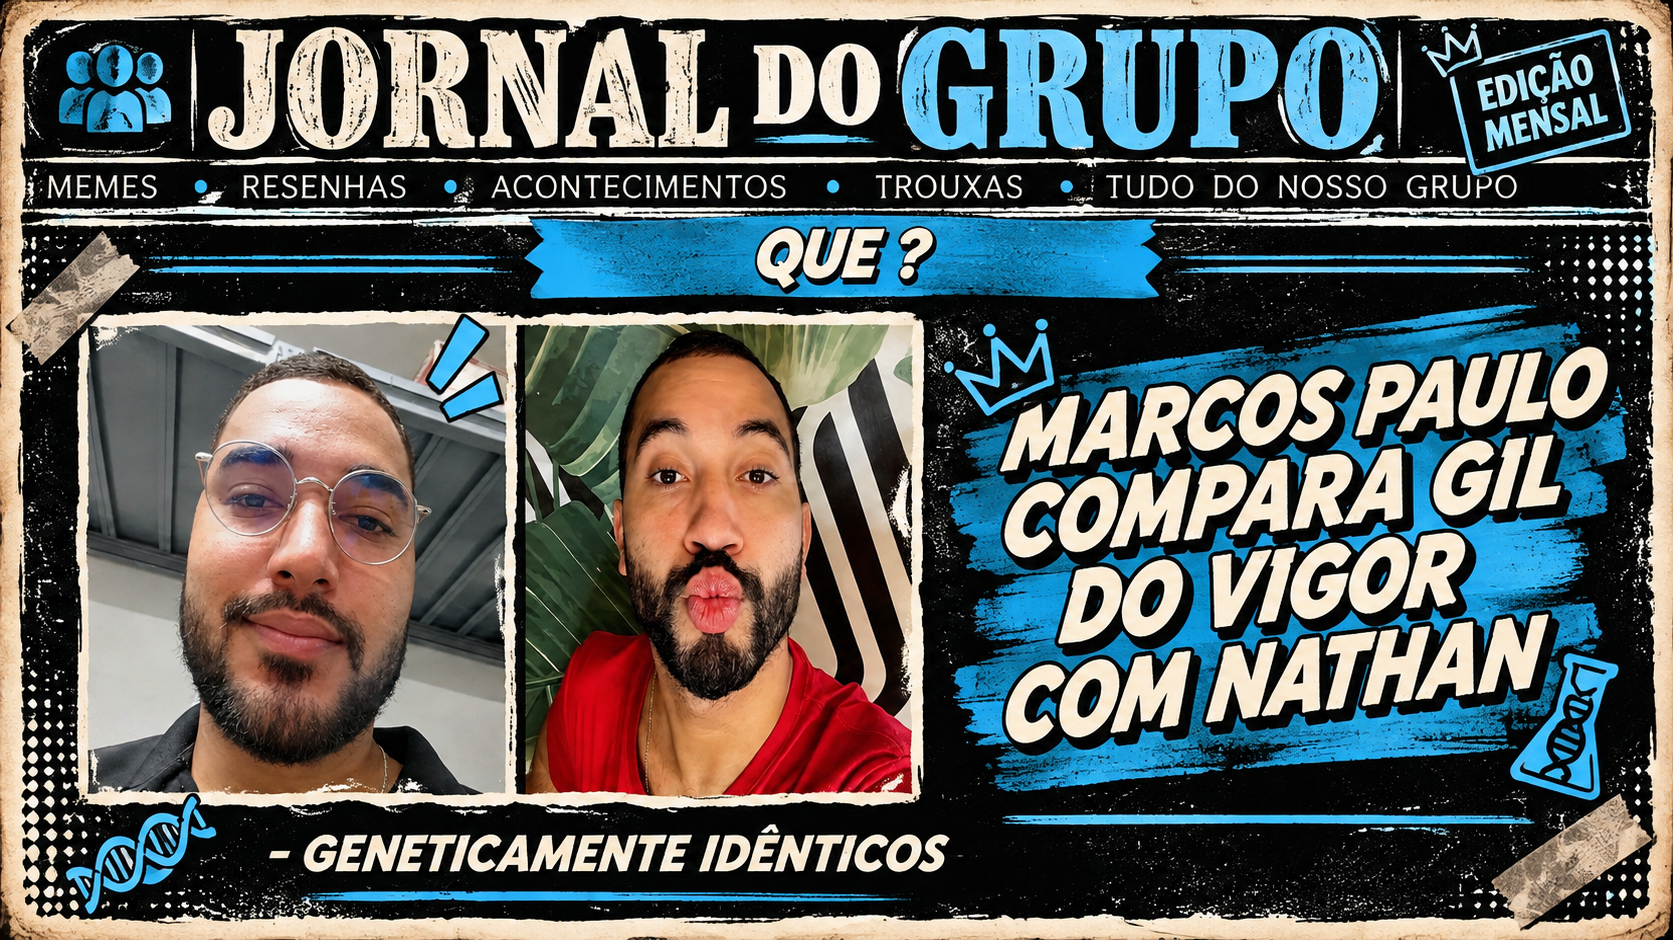 JORNAL DO GRUPO
EDIÇÃO
MENSAL
MEMES • RESENHAS • ACONTECIMENTOS • TROUXAS • TUDO DO NOSSO GRUPO
QUE ?
MARCOS PAULO
COMPARA GIL
DO VIGOR
COM NATHAN
- GENETICAMENTE IDÊNTICOS